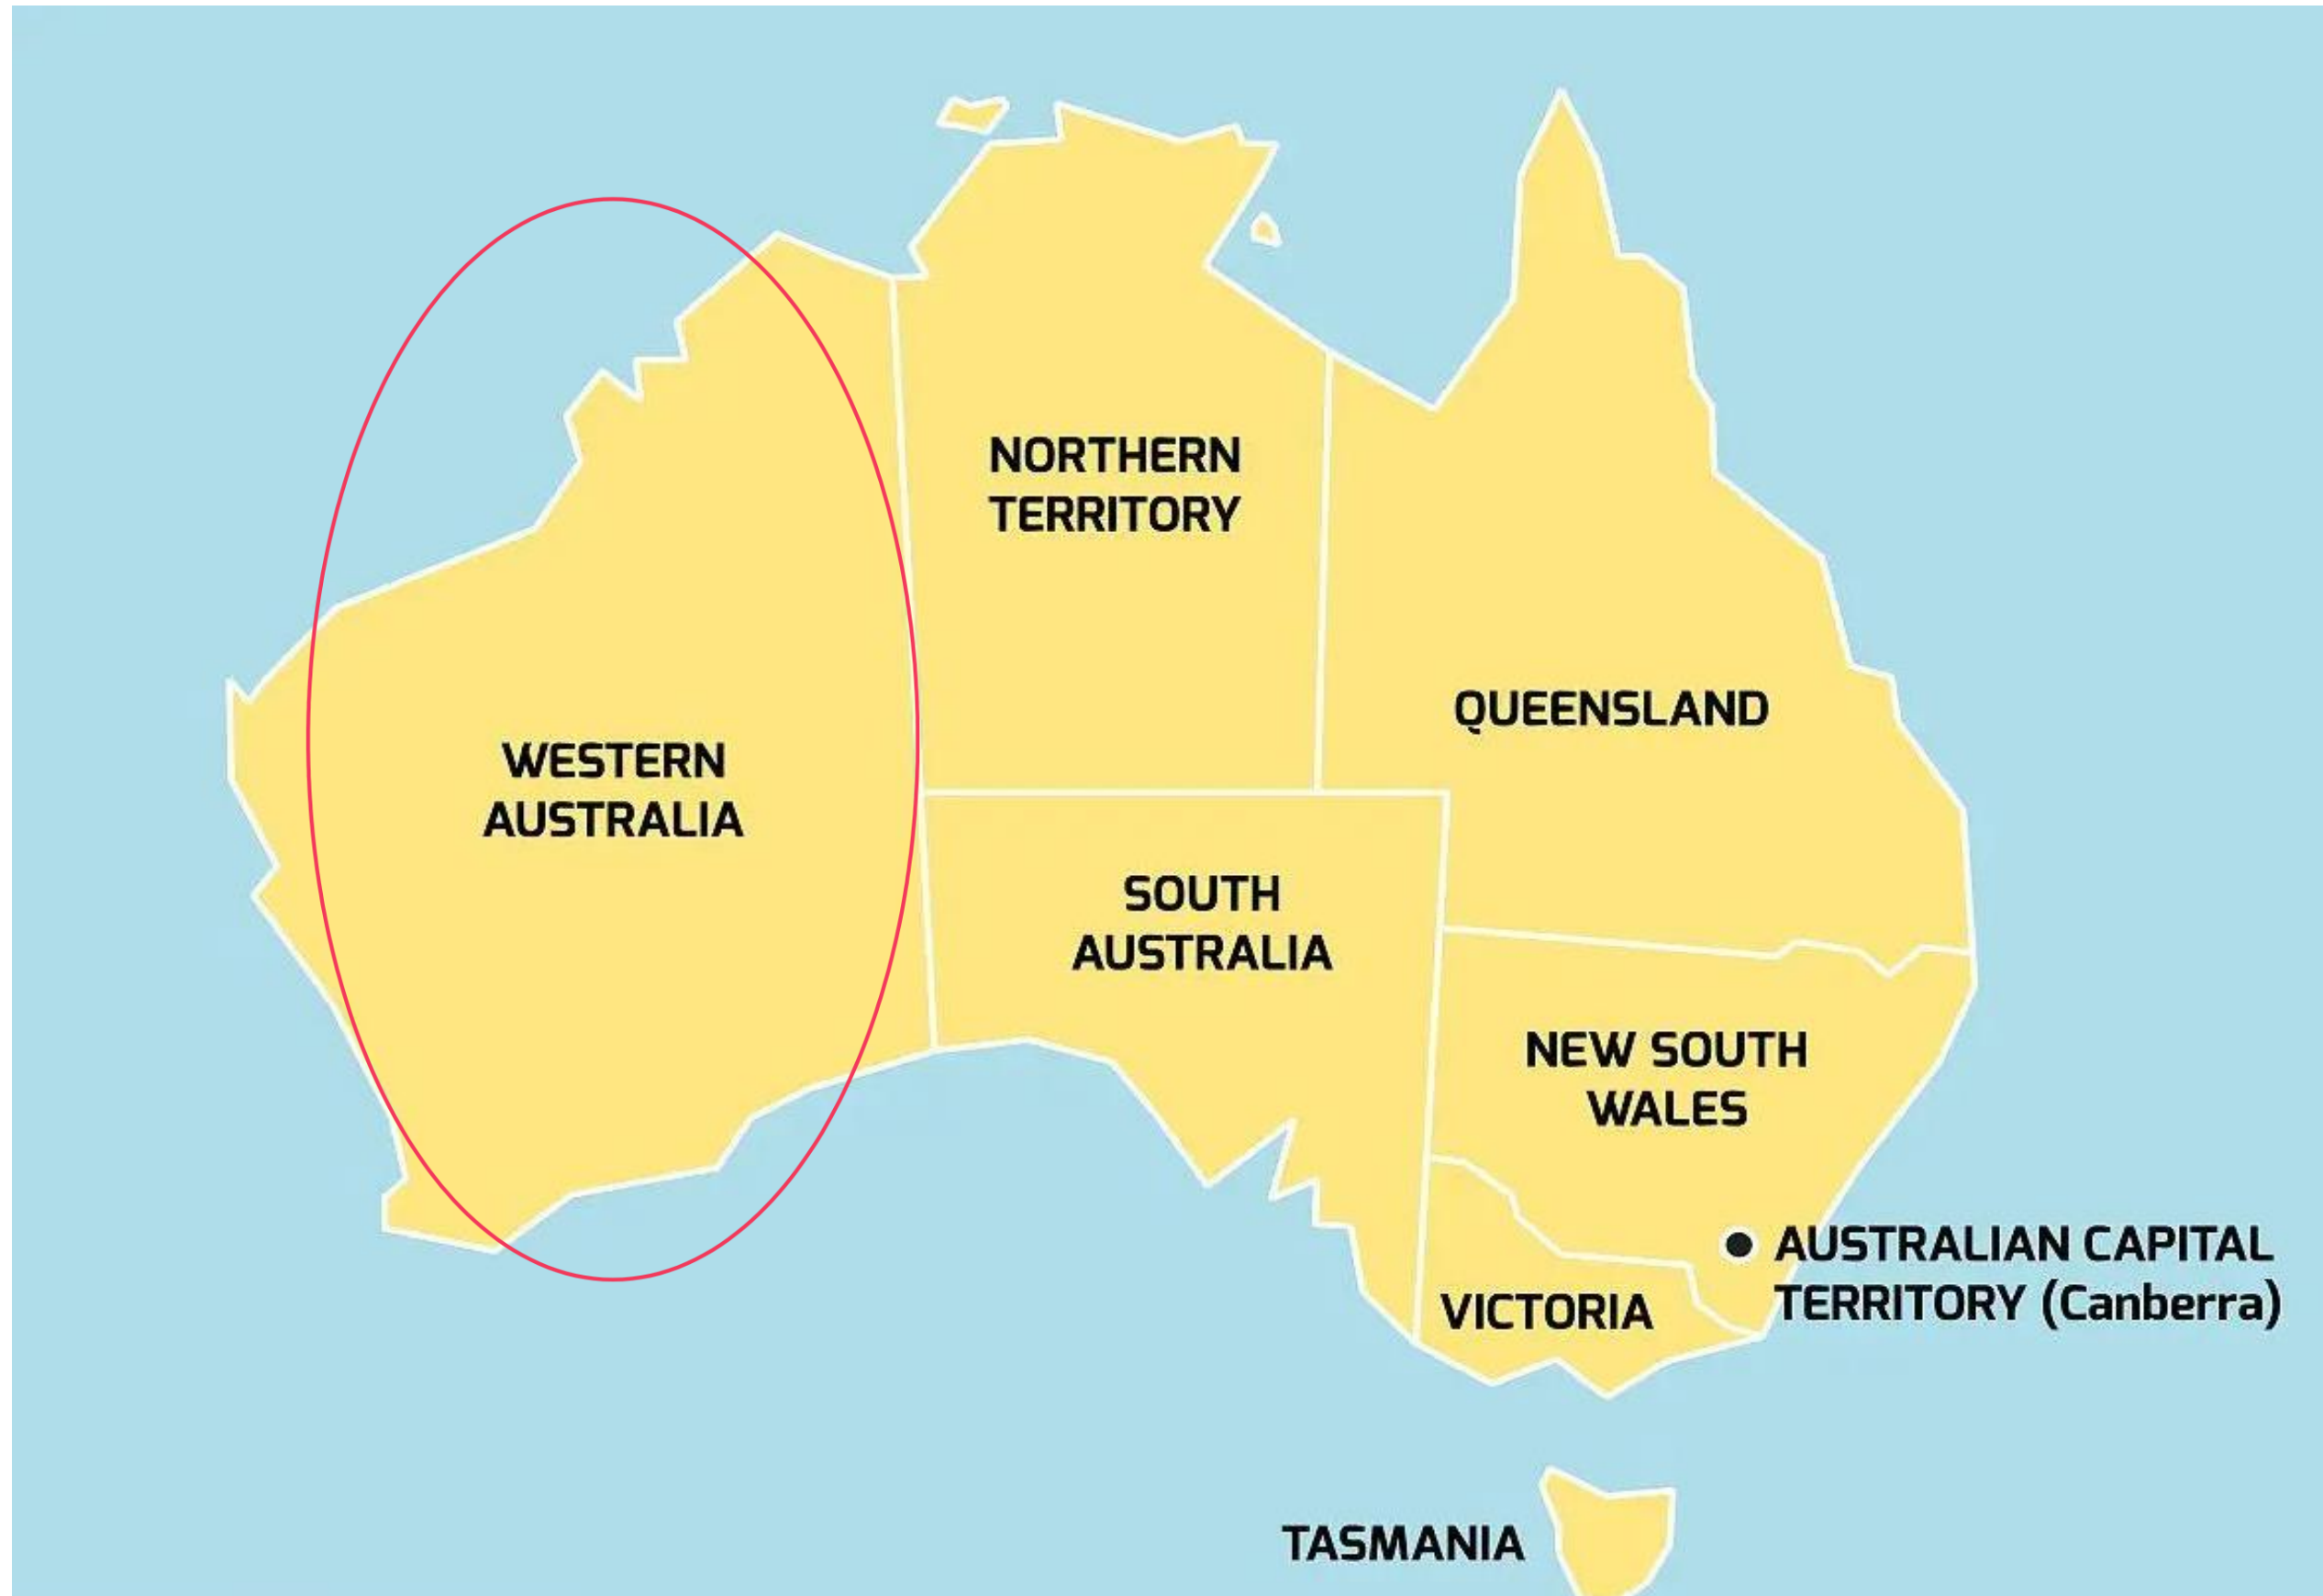 NORTHERN
TERRITORY
QUEENSLAND
WESTERN
AUSTRALIA
SOUTH
AUSTRALIA
NEW SOUTH
WALES
AUSTRALIAN CAPITAL
TERRITORY (Canberra)
VICTORIA
TASMANIA